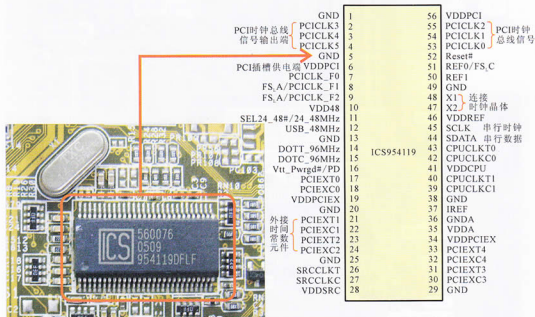 GND 1
PCICLK3 2
PCICLK4 3
PCICLK5 4
PCI时钟总线
信号输出端
GND 5
PCI插槽供电端 VDDPCI 6
PCICLK_F0 7
FS_A/PCICLK_F1 8
FS_A/PCICLK_F2 9
VDD48 10
SEL24_48#/24_48MHz 11
USB_48MHz 12
GND 13
DOTT_96MHz 14
DOTC_96MHz 15
Vtt_Pwrgd#/PD 16
PCIEXT0 17
PCIEXC0 18
VDDPCIEX 19
GND 20
PCIEXT1 21
PCIEXC1 22
PCIEXT2 23
PCIEXC2 24
外接
时间
常数
元件
GND 25
SRCCLKT 26
SRCCLKC 27
VDDSRC 28
ICS954119
56 VDDPCI
55 PCICLK2
54 PCICLK1
53 PCICLK0
PCI时钟
总线信号
52 Reset#
51 REF0/FS_C
50 REF1
49 GND
48 X1
47 X2
连接
时钟晶体
46 VDDREF
45 SCLK 串行时钟
44 SDATA 串行数据
43 CPUCLKT0
42 CPUCLKC0
41 VDDCPU
40 CPUCLKT1
39 CPUCLKC1
38 GND
37 IREF
36 GNDA
35 VDDA
34 VDDPCIEX
33 PCIEXT4
32 PCIEXC4
31 PCIEXT3
30 PCIEXC3
29 GND
ICS
560076
0509
954119DFLF